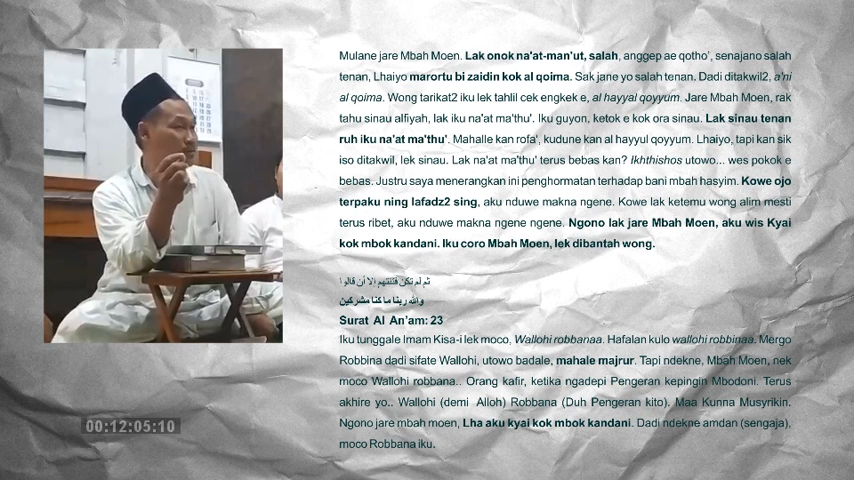 Mulane jare Mbah Moen. Lak onok na'at-man'ut, salah, anggep ae qotho', senajano salah
tenan, Lhaiyo marortu bi zaidin kok al qoima. Sak jane yo salah tenan. Dadi ditakwil2, a'ni
al qoima. Wong tarikat2 iku lek tahlil cek engkek e, al hayyal qoyyum. Jare Mbah Moen, rak
tahu sinau alfiyah, lak iku na'at ma'thu'. Iku guyon, ketok e kok ora sinau. Lak sinau tenan
ruh iku na'at ma'thu'. Mahalle kan rofa', kudune kan al hayyul qoyyum. Lhaiyo, tapi kan sik
iso ditakwil, lek sinau. Lak na'at ma'thu' terus bebas kan? Ikhthishos utowo... wes pokok e
bebas. Justru saya menerangkan ini penghormatan terhadap bani mbah hasyim. Kowe ojo
terpaku ning lafadz2 sing, aku nduwe makna ngene. Kowe lak ketemu wong alim mesti
terus ribet, aku nduwe makna ngene ngene. Ngono lak jare Mbah Moen, aku wis Kyai
kok mbok kandani. Iku coro Mbah Moen, lek dibantah wong.
ثم لم تكن فتنتهم إلا أن قالوا
والله ربنا ما كنا مشركين
Surat Al An'am: 23
Iku tunggale Imam Kisa-i lek moco, Wallohi robbanaa. Hafalan kulo wallohi robbinaa. Mergo
Robbina dadi sifate Wallohi, utowo badale, mahale majrur. Tapi ndekne, Mbah Moen, nek
moco Wallohi robbana.. Orang kafir, ketika ngadepi Pengeran kepingin Mbodoni. Terus
akhire yo.. Wallohi (demi Alloh) Robbana (Duh Pengeran kito). Maa Kunna Musyrikin.
Ngono jare mbah moen, Lha aku kyai kok mbok kandani. Dadi ndekne amdan (sengaja),
moco Robbana iku.
00:12:05:10